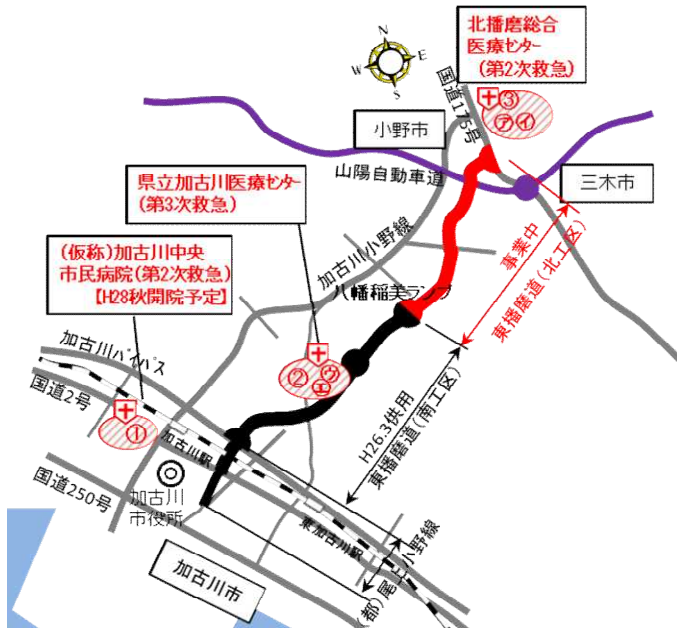 N
E
W
S
北播磨総合
医療センター
(第2次救急)
国道175号
③
㋐㋑
小野市
山陽自動車道
三木市
県立加古川医療センター
(第3次救急)
加古川小野線
(仮称)加古川中央
市民病院(第2次救急)
【H28秋開院予定】
八幡稲美ランプ
事業中
東播磨道(北工区)
加古川バイパス
国道2号
②
㋒
㋓
①
H26.3供用
東播磨道(南工区)
加古川駅
国道250号
加古川
市役所
東加古川駅
(都)尾上小野線
加古川市